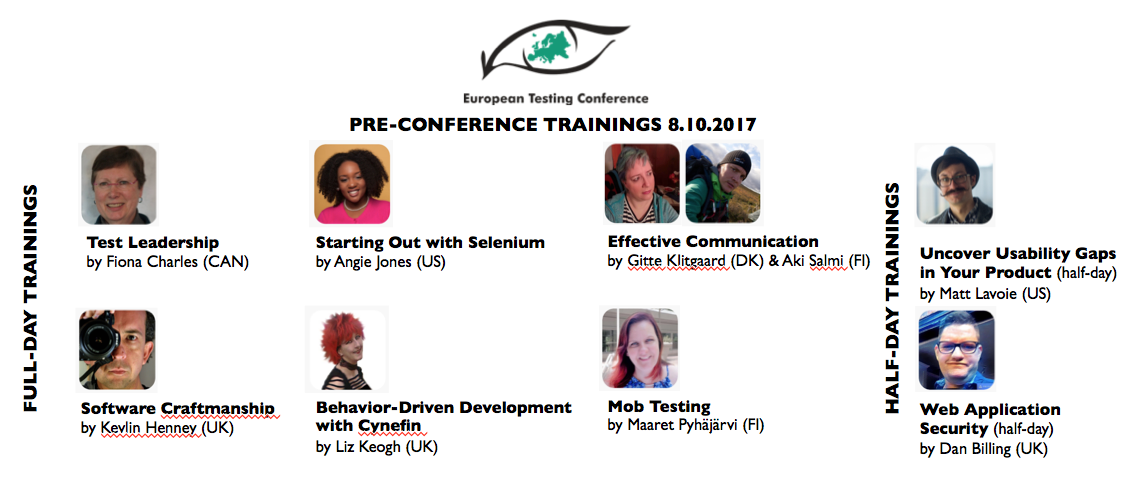 European Testing Conference
PRE-CONFERENCE TRAININGS 8.10.2017
FULL-DAY TRAININGS
Test Leadership
by Fiona Charles (CAN)
Starting Out with Selenium
by Angie Jones (US)
Effective Communication
by Gitte Klitgaard (DK) & Aki Salmi (FI)
Software Craftmanship
by Kevlin Henney (UK)
Behavior-Driven Development
with Cynefin
by Liz Keogh (UK)
Mob Testing
by Maaret Pyhäjärvi (FI)
HALF-DAY TRAININGS
Uncover Usability Gaps
in Your Product (half-day)
by Matt Lavoie (US)
Web Application
Security (half-day)
by Dan Billing (UK)